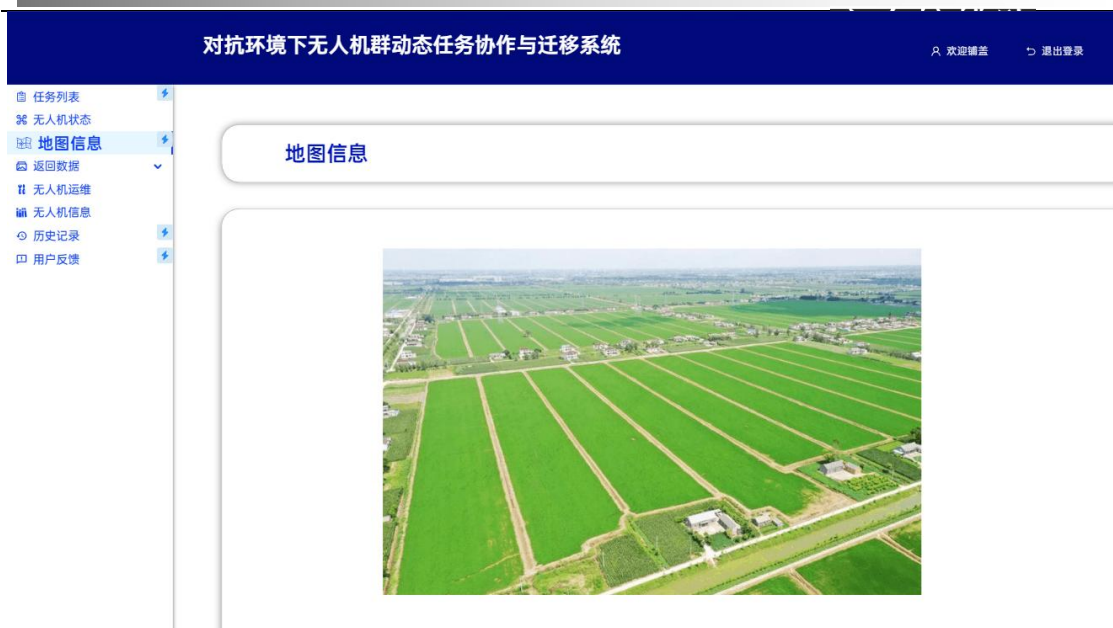 对抗环境下无人机群动态任务协作与迁移系统
欢迎辅盖
退出登录
任务列表
无人机状态
地图信息
返回数据
无人机运维
无人机信息
历史记录
用户反馈
地图信息